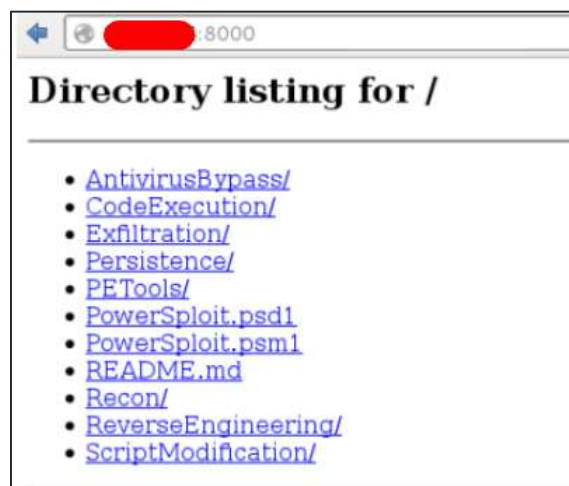 :8000
Directory listing for /
AntivirusBypass/
CodeExecution/
Exfiltration/
Persistence/
PETools/
PowerSploit.psd1
PowerSploit.psm1
README.md
Recon/
ReverseEngineering/
ScriptModification/